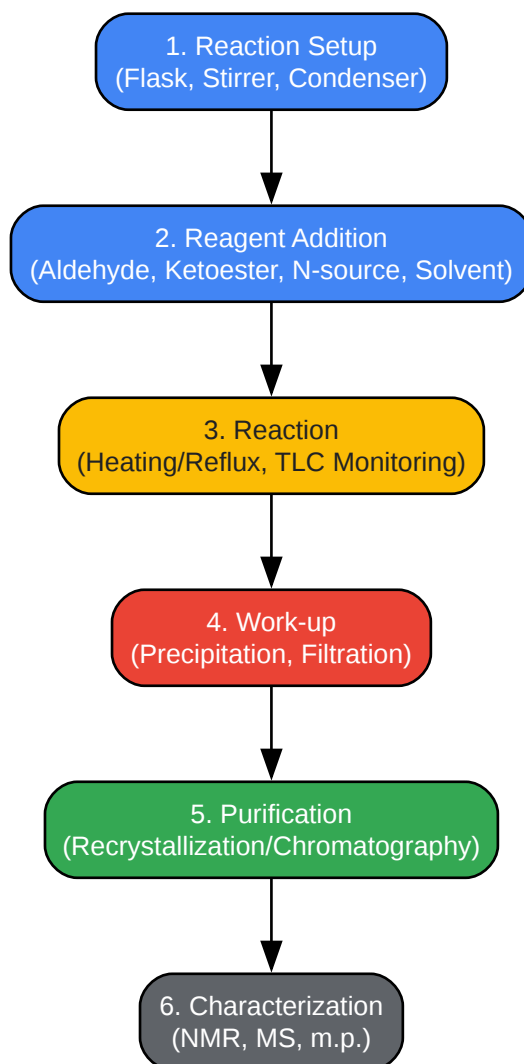 1. Reaction Setup
(Flask, Stirrer, Condenser)
2. Reagent Addition
(Aldehyde, Ketoester, N-source, Solvent)
3. Reaction
(Heating/Reflux, TLC Monitoring)
4. Work-up
(Precipitation, Filtration)
5. Purification
(Recrystallization/Chromatography)
6. Characterization
(NMR, MS, m.p.)